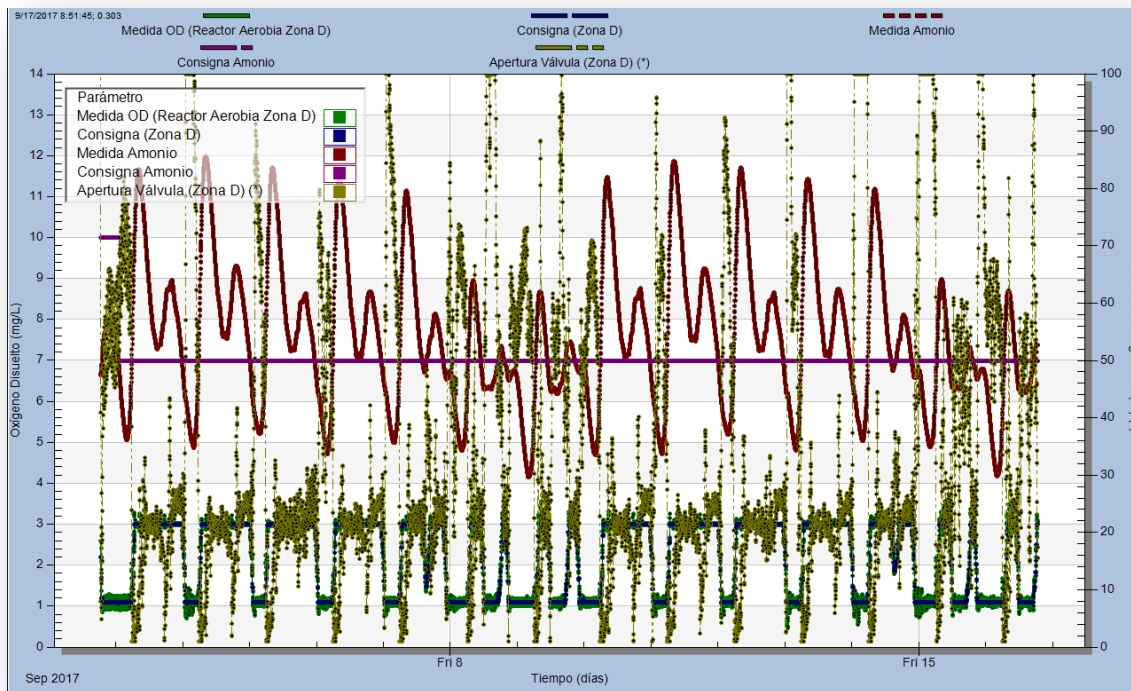 9/17/2017 8:51:45; 0.303
Medida OD (Reactor Aerobia Zona D)
Consigna (Zona D)
Medida Amonio
Consigna Amonio
Apertura Válvula (Zona D) (*)
Parámetro
Medida OD (Reactor Aerobia Zona D)
Consigna (Zona D)
Medida Amonio
Consigna Amonio
Apertura Válvula (Zona D) (*)
Oxígeno Disuelto (mg/L)
14
13
12
11
10
9
8
7
6
5
4
3
2
1
0
100
90
80
70
60
50
40
30
20
10
0
Fri 8
Fri 15
Sep 2017
Tiempo (días)